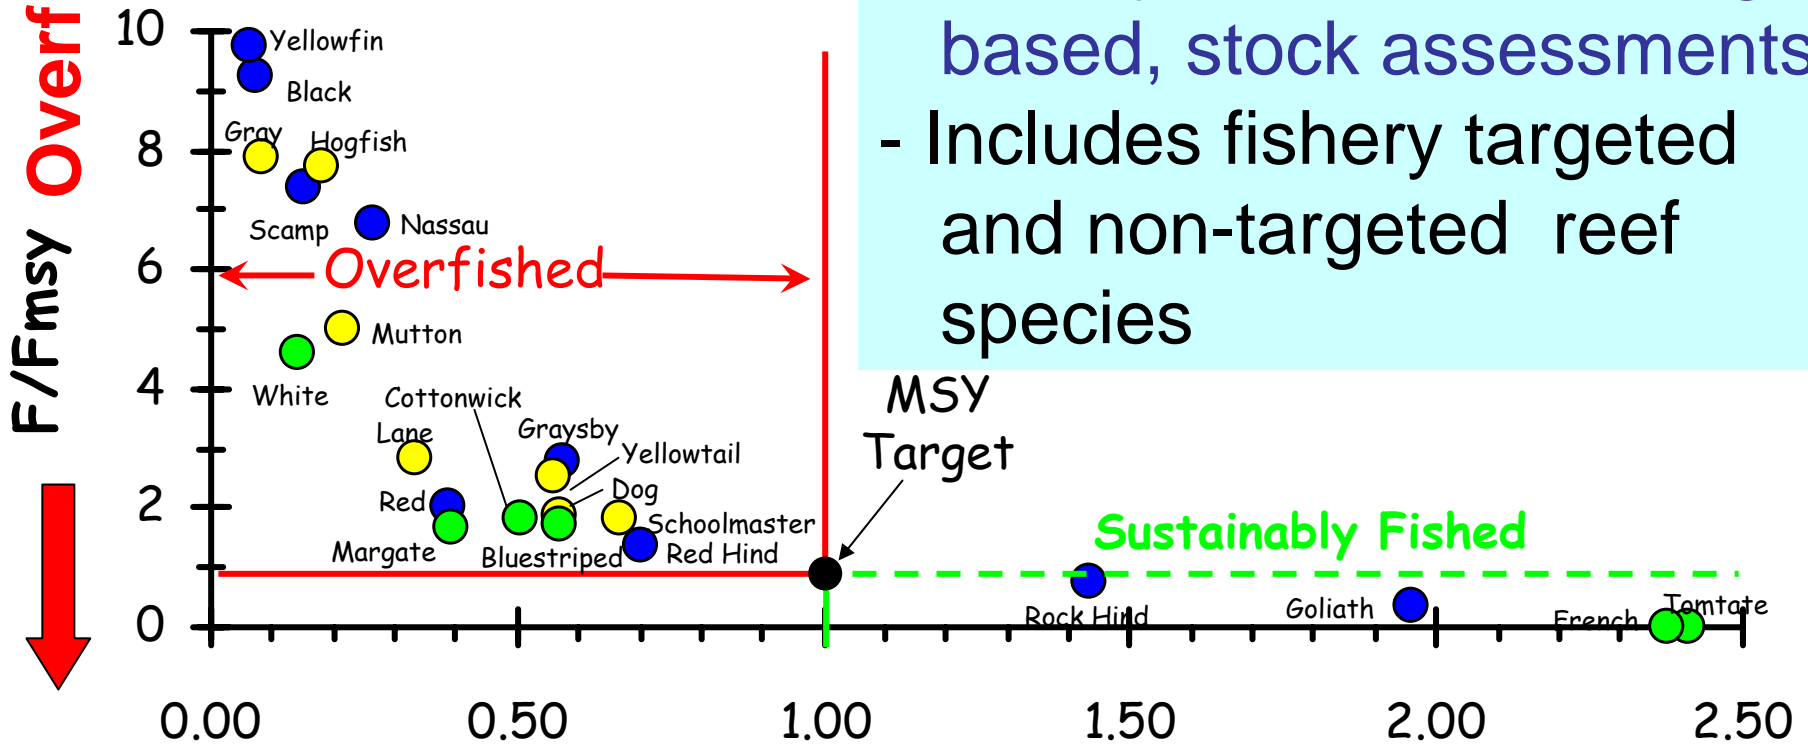 Overf
F/Fmsy
10
8
6
4
2
0
Yellowfin
Black
Gray
Hogfish
Scamp
Nassau
Overfished
Mutton
White
Cottonwick
Lane
Graysby
Yellowtail
Dog
Red
Schoolmaster
Margate
Bluestriped
Red Hind
based, stock assessments
- Includes fishery targeted
and non-targeted reef
species
MSY
Target
Sustainably Fished
Rock Hind
Goliath
French
Tomtate
0.00
0.50
1.00
1.50
2.00
2.50